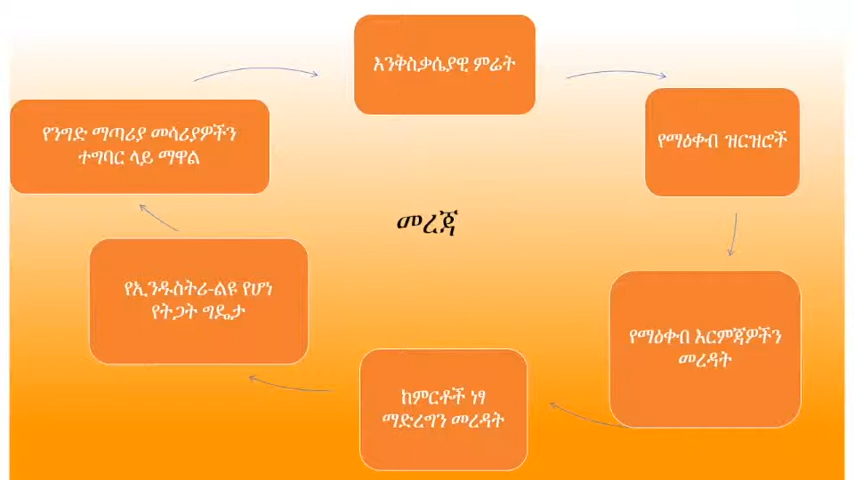 እንቅስቃሴያዊ ምሬት
የማዕቀብ ዝርዝሮች
የማዕቀብ እርምጃዎችን
መረዳት
ከምርቶች ነፃ
ማድረግን መረዳት
የኢንዱስትሪ-ልዩ የሆነ
የትጋት ግዴታ
የንግድ ማጣሪያ መሳሪያዎችን
ተግባር ላይ ማዋል
መረጃ